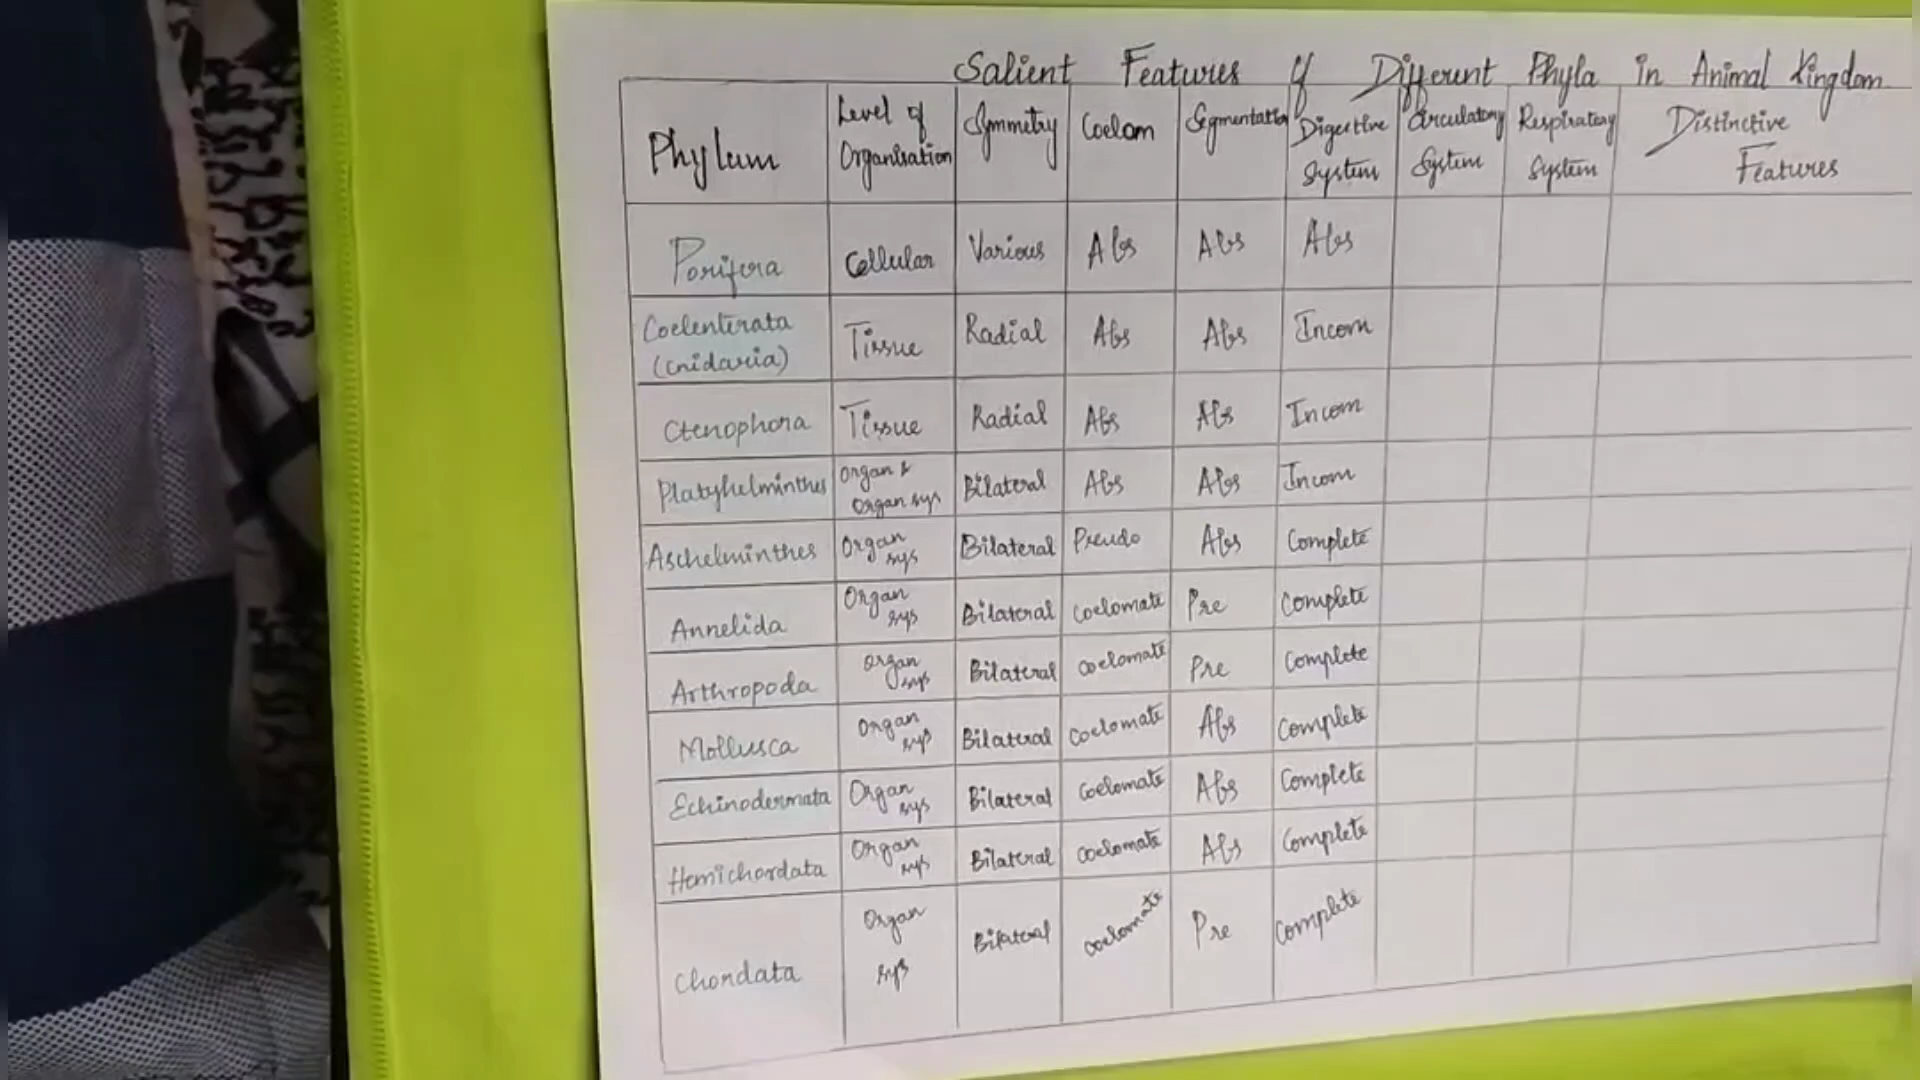 Salient Features of Different Phyla in Animal Kingdom
Phylum Level of Organisation Symmetry Coelom Segmentation Digestive System Circulatory System Respiratory System Distinctive Features
Porifera Cellular Various Abs Abs Abs
Coelenterata (Cnidaria) Tissue Radial Abs Abs Incom
Ctenophora Tissue Radial Abs Abs Incom
Platyhelminthes Organ & Organ sys Bilateral Abs Abs Incom
Aschelminthes Organ sys Bilateral Pseudo Abs Complete
Annelida Organ sys Bilateral Coelomate Pre Complete
Arthropoda Organ sys Bilateral Coelomate Pre Complete
Mollusca Organ sys Bilateral Coelomate Abs Complete
Echinodermata Organ sys Bilateral Coelomate Abs Complete
Hemichordata Organ sys Bilateral Coelomate Abs Complete
Chordata Organ sys Bilateral Coelomate Pre Complete